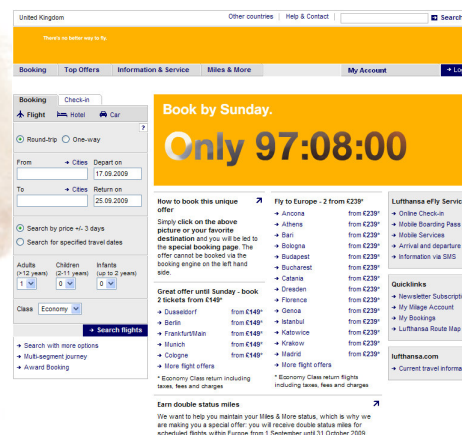 United Kingdom
Other countries | Help & Contact | Search
There's no better way to fly.
Booking Top Offers Information & Service Miles & More My Account
Booking Check-in
Flight Hotel Car
?
Round-trip One-way
From Cities Depart on
17.09.2009
To Cities Return on
25.09.2009
Search by price +/- 3 days
Search for specified travel dates
Adults Children Infants
(>12 years) (2-11 years) (up to 2 years)
1 0 0
Class Economy
Search flights
Search with more options
Multi-segment journey
Award Booking
Book by Sunday.
Only 97:08:00
How to book this unique
offer
Simply click on the above
picture or your favorite
destination and you will be led to
the special booking page. The
offer cannot be booked via the
booking engine on the left hand
side.
Great offer until Sunday - book
2 tickets from £149*
Dusseldorf from £149*
Berlin from £149*
Frankfurt/Main from £149*
Munich from £149*
Cologne from £149*
More flight offers
* Economy Class return including
taxes, fees and charges
Fly to Europe - 2 from €239*
Ancona from €239*
Athens from €239*
Bari from €239*
Bologna from €239*
Budapest from €239*
Bucharest from €239*
Catania from €239*
Dresden from €239*
Florence from €239*
Genoa from €239*
Istanbul from €239*
Katowice from €239*
Krakow from €239*
Madrid from €239*
More flight offers
* Economy Class return flights
including taxes, fees and charges
Lufthansa eFly
Online Check-in
Mobile Boarding Pass
Mobile Services
Arrival and departure
Information via SMS
Quicklinks
Newsletter
My Milage Account
My Bookings
Lufthansa Route Map
lufthansa.com
Current travel
Earn double status miles
We want to help you maintain your Miles & More status, which is why we
are making you a special offer: you will receive double status miles for
scheduled flights within Europe from 1 September until 31 October 2009.